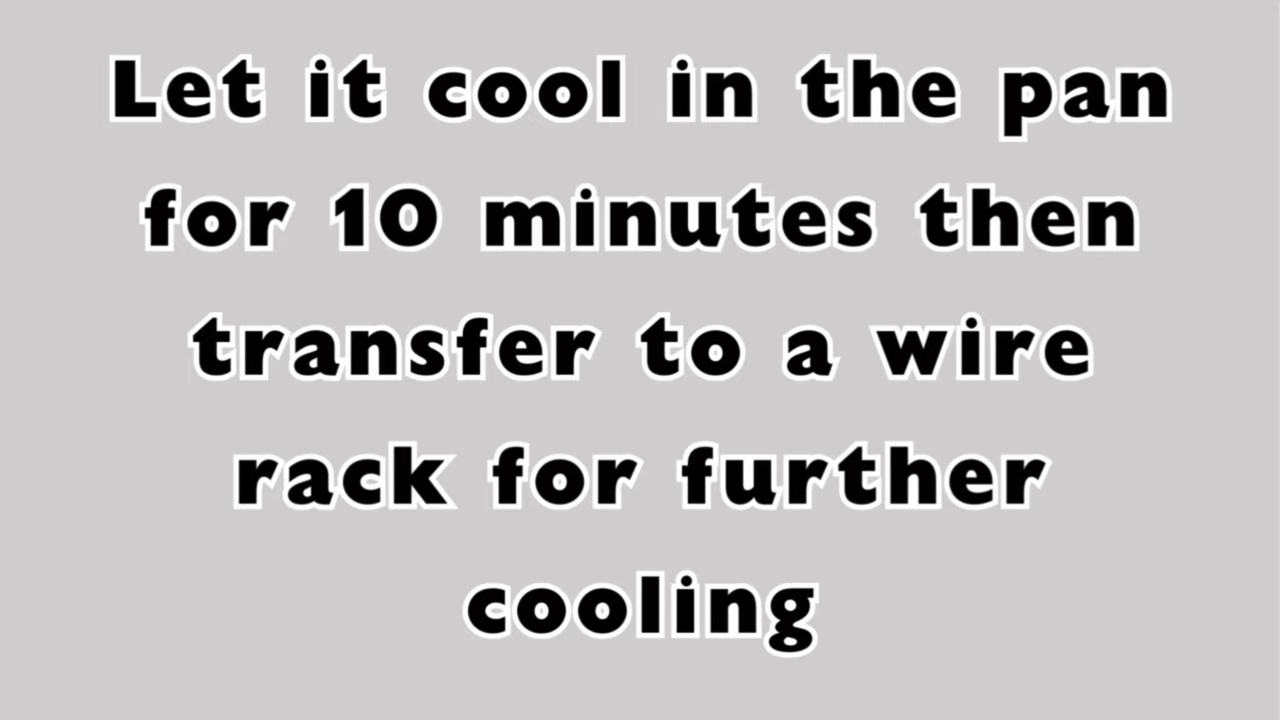 Let it cool in the pan
for 10 minutes then
transfer to a wire
rack for further
cooling